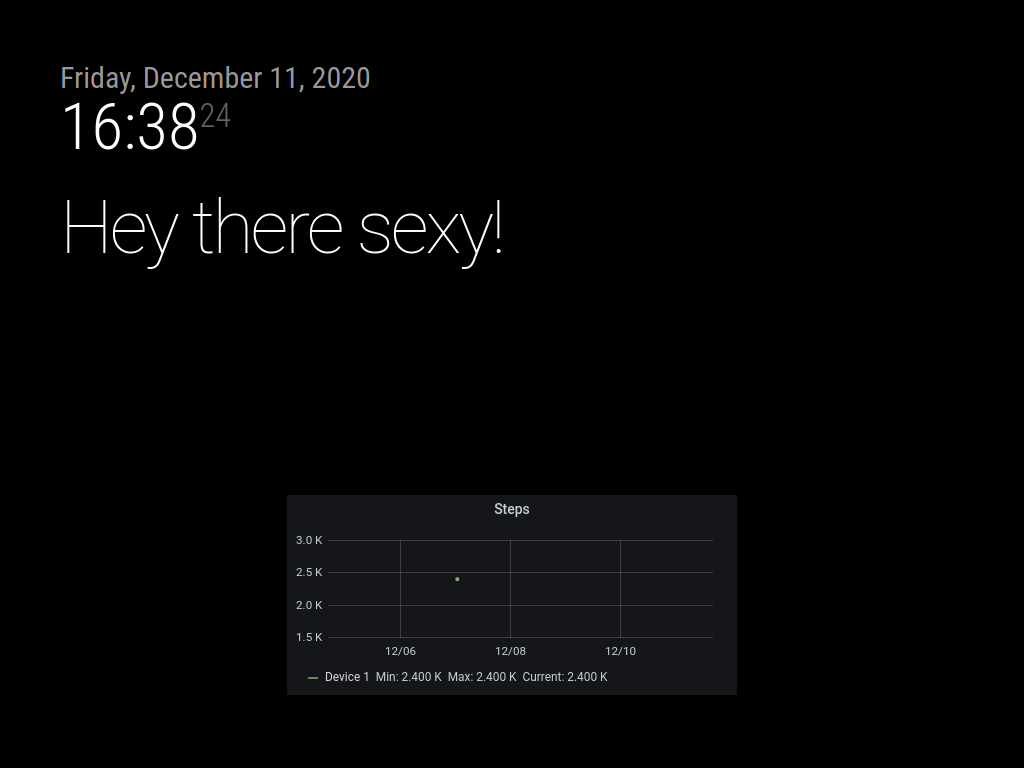 Friday, December 11, 2020
16:38 24
Hey there sexy!
Steps
3.0 K
2.5 K
2.0 K
1.5 K
12/06 12/08 12/10
Device 1 Min: 2.400 K Max: 2.400 K Current: 2.400 K